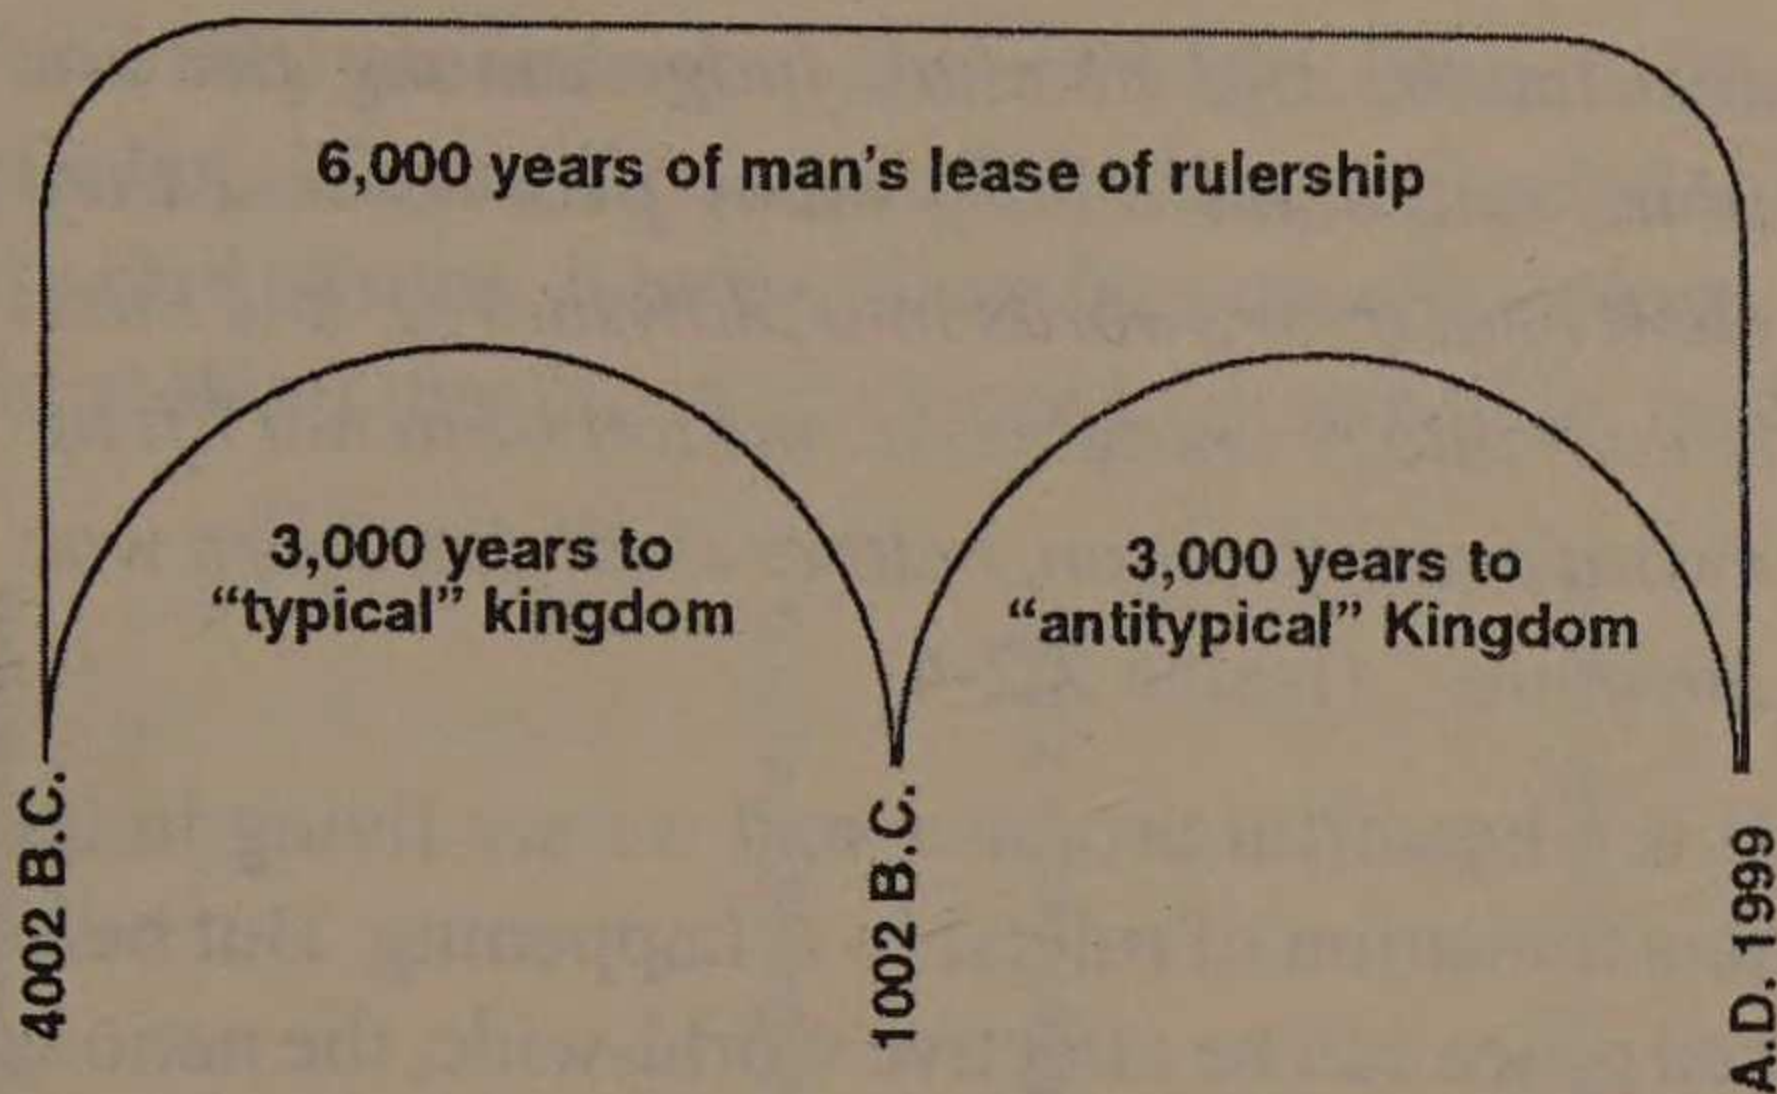 6,000 years of man's lease of rulership
3,000 years to
“typical” kingdom
3,000 years to
“antitypical” Kingdom
4002 B.C.
1002 B.C.
A.D. 1999